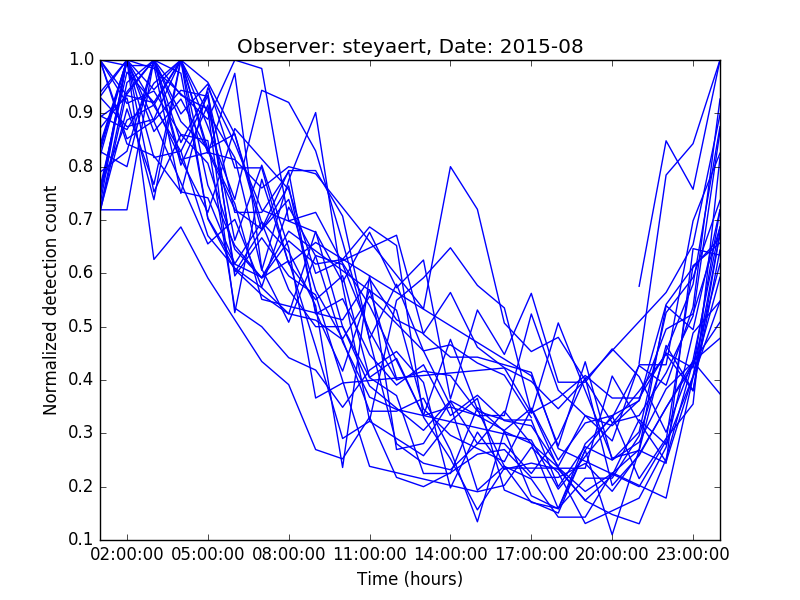 Observer: steyaert, Date: 2015-08
1.0
0.9
0.8
0.7
0.6
0.5
0.4
0.3
0.2
0.1
Normalized detection count
02:00:00 05:00:00 08:00:00 11:00:00 14:00:00 17:00:00 20:00:00 23:00:00
Time (hours)